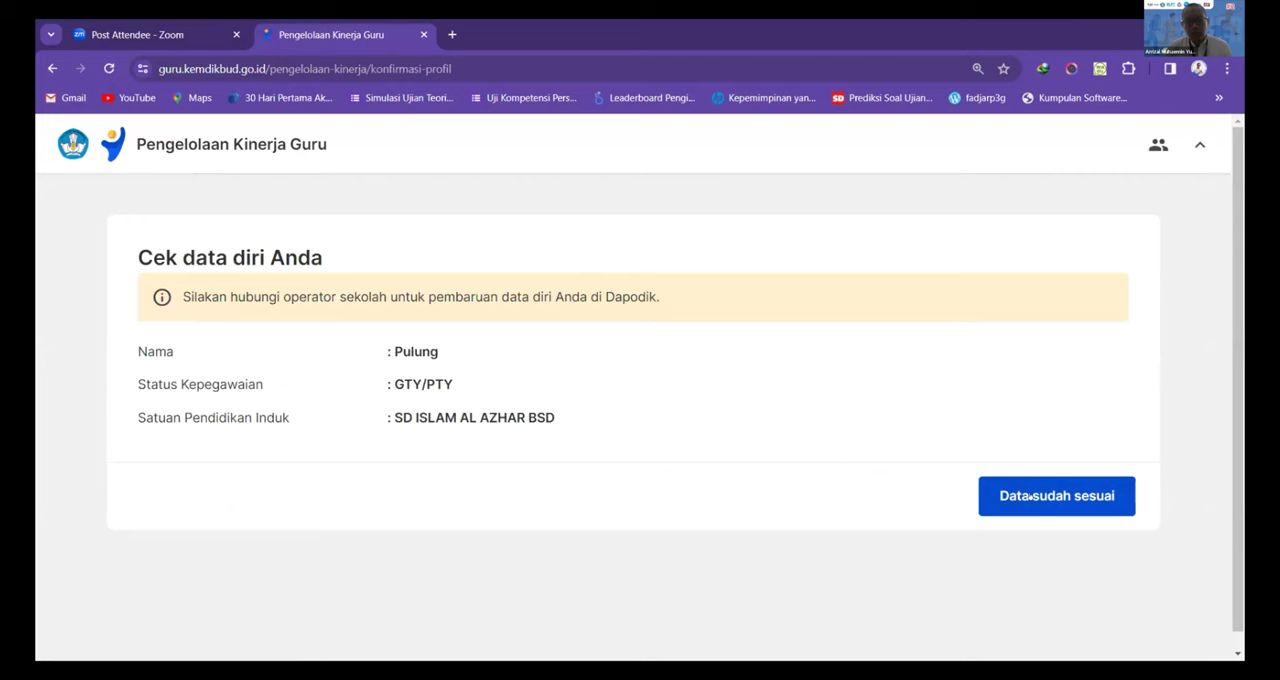 Post Attendee - Zoom
Pengelolaan Kinerja Guru
guru.kemdikbud.go.id/pengelolaan-kinerja/konfirmasi-profil
Gmail
YouTube
Maps
30 Hari Pertama Ak...
Simulasi Ujian Teori...
Uji Kompetensi Pers...
Leaderboard Pengi...
Kepemimpinan yan...
SD Prediksi Soal Ujian...
fadjarp3g
Kumpulan Software...
Pengelolaan Kinerja Guru
Cek data diri Anda
Silakan hubungi operator sekolah untuk pembaruan data diri Anda di Dapodik.
Nama : Pulung
Status Kepegawaian : GTY/PTY
Satuan Pendidikan Induk : SD ISLAM AL AZHAR BSD
Data sudah sesuai